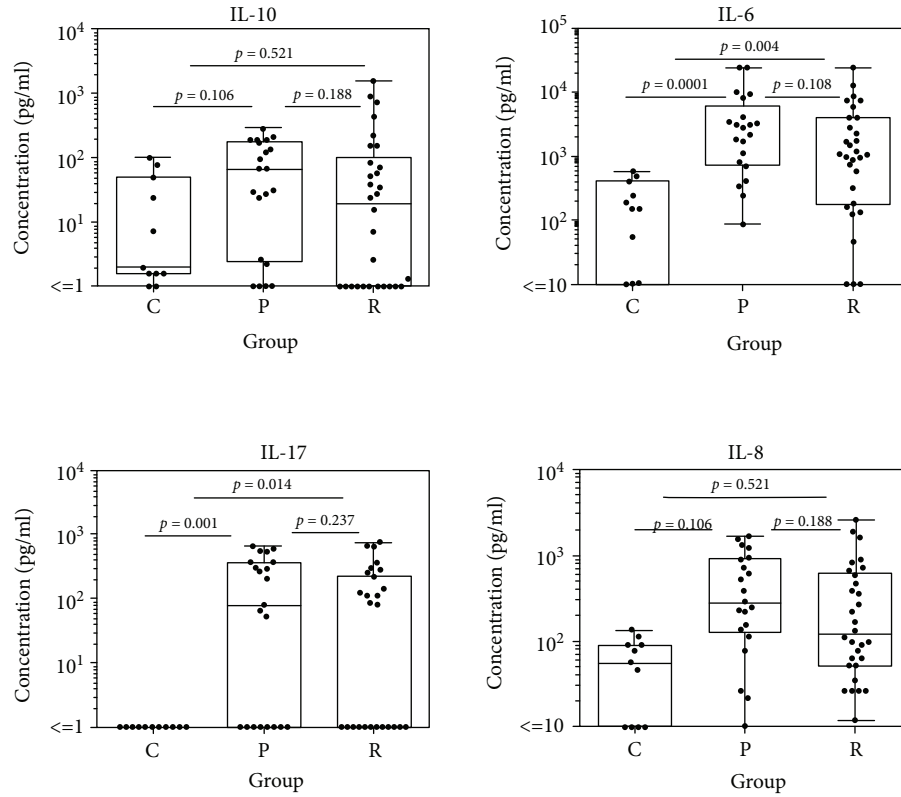 IL-10
Concentration (pg/ml)
10^4
10^3
10^2
10^1
<=1
p = 0.521
p = 0.106
p = 0.188
C P R
Group
IL-6
Concentration (pg/ml)
10^5
10^4
10^3
10^2
<=10
p = 0.004
p = 0.0001
p = 0.108
C P R
Group
IL-17
Concentration (pg/ml)
10^4
10^3
10^2
10^1
<=1
p = 0.014
p = 0.001
p = 0.237
C P R
Group
IL-8
Concentration (pg/ml)
10^4
10^3
10^2
<=10
p = 0.521
p = 0.106
p = 0.188
C P R
Group